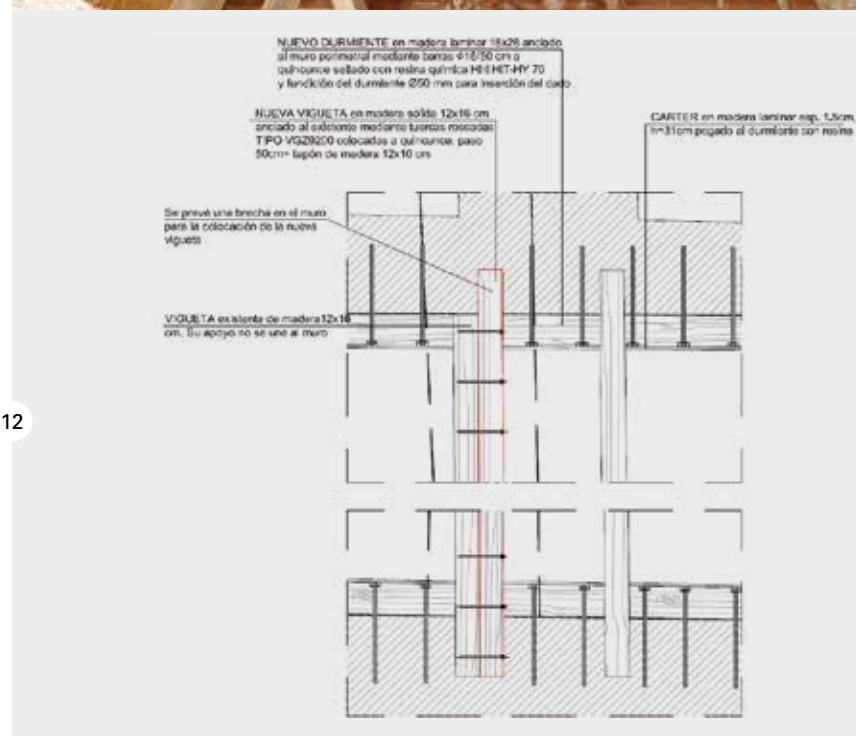 NUEVO DURMIENTE en madera laminar 18x28 anclado
al muro perimetral mediante barras Φ16/50 cm a
quincunce sellado con resina química HILTI HIT-HY 70
y fundición del durmiente Ø50 mm para inserción del dado
NUEVA VIGUETA en madera sólida 12x16 cm
anclado al existente mediante tuercas roscadas
TIPO VGZ9200 colocadas a quincunce, paso
50cm+ tapón de madera 12x10 cm
CARTER en madera laminar esp. 1,5cm,
h=31cm pegado al durmiente con resina
Se prevé una brecha en el muro
para la colocación de la nueva
vigueta
VIGUETA existente de madera 12x16
cm. Su apoyo no se une al muro
12